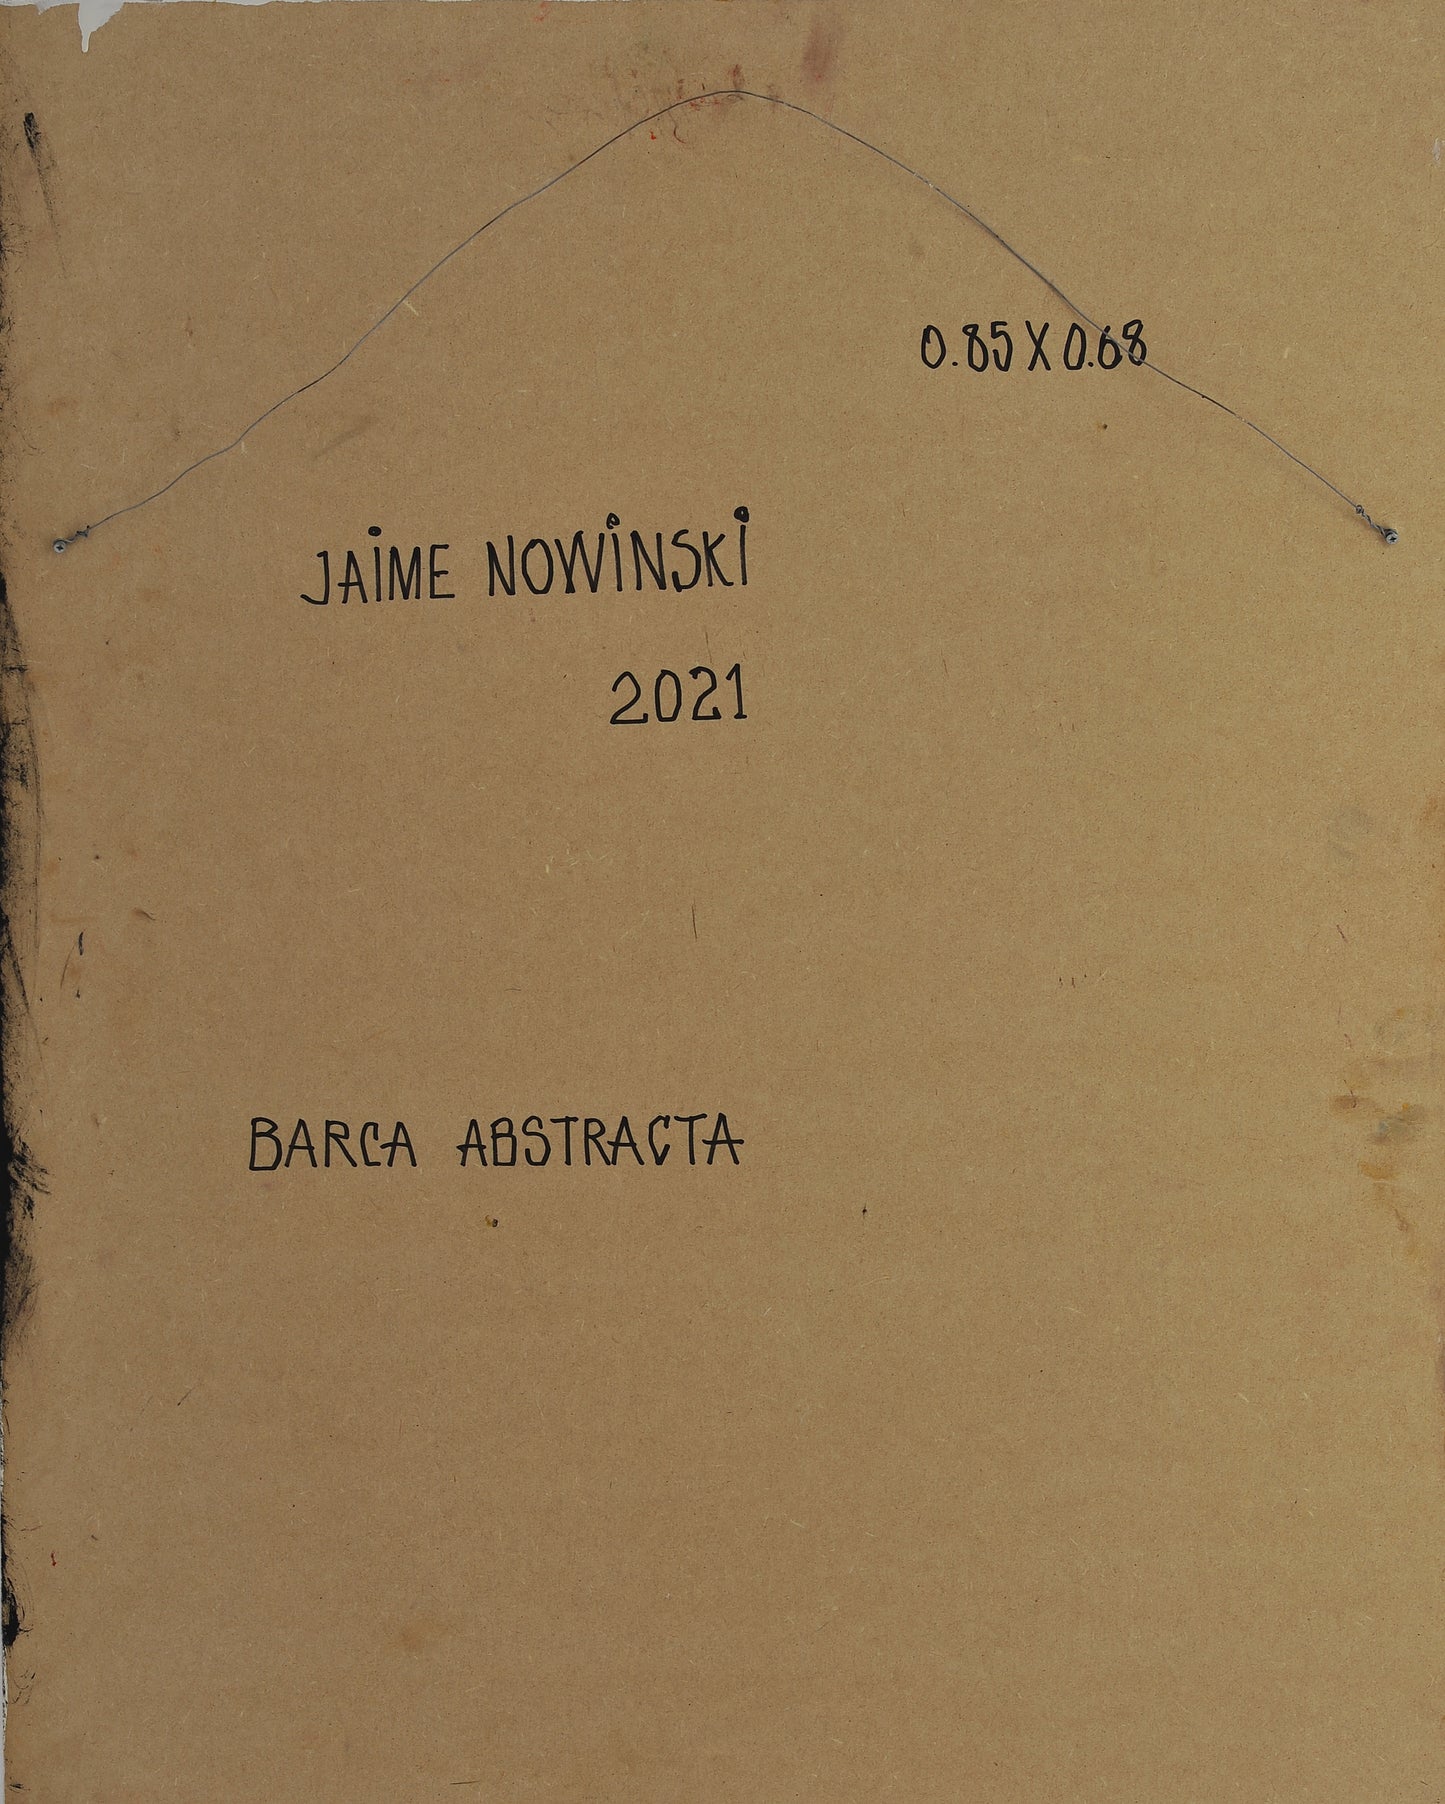 0.85 X 0.68
JAIME NOWINSKI
2021
BARCA ABSTRACTA